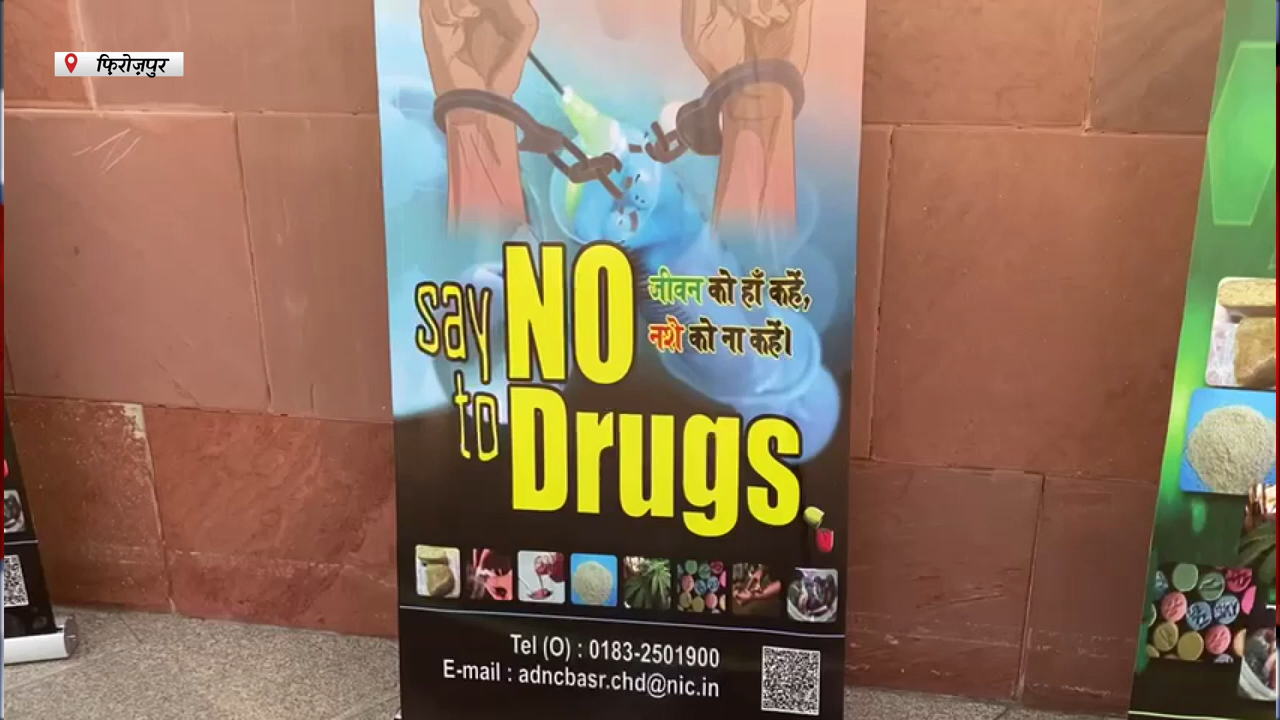 फ़िरोज़पुर
say NO to Drugs
जीवन को हाँ कहें,
नशे को ना कहें।
Tel (O) : 0183-2501900
E-mail : adncbasr.chd@nic.in